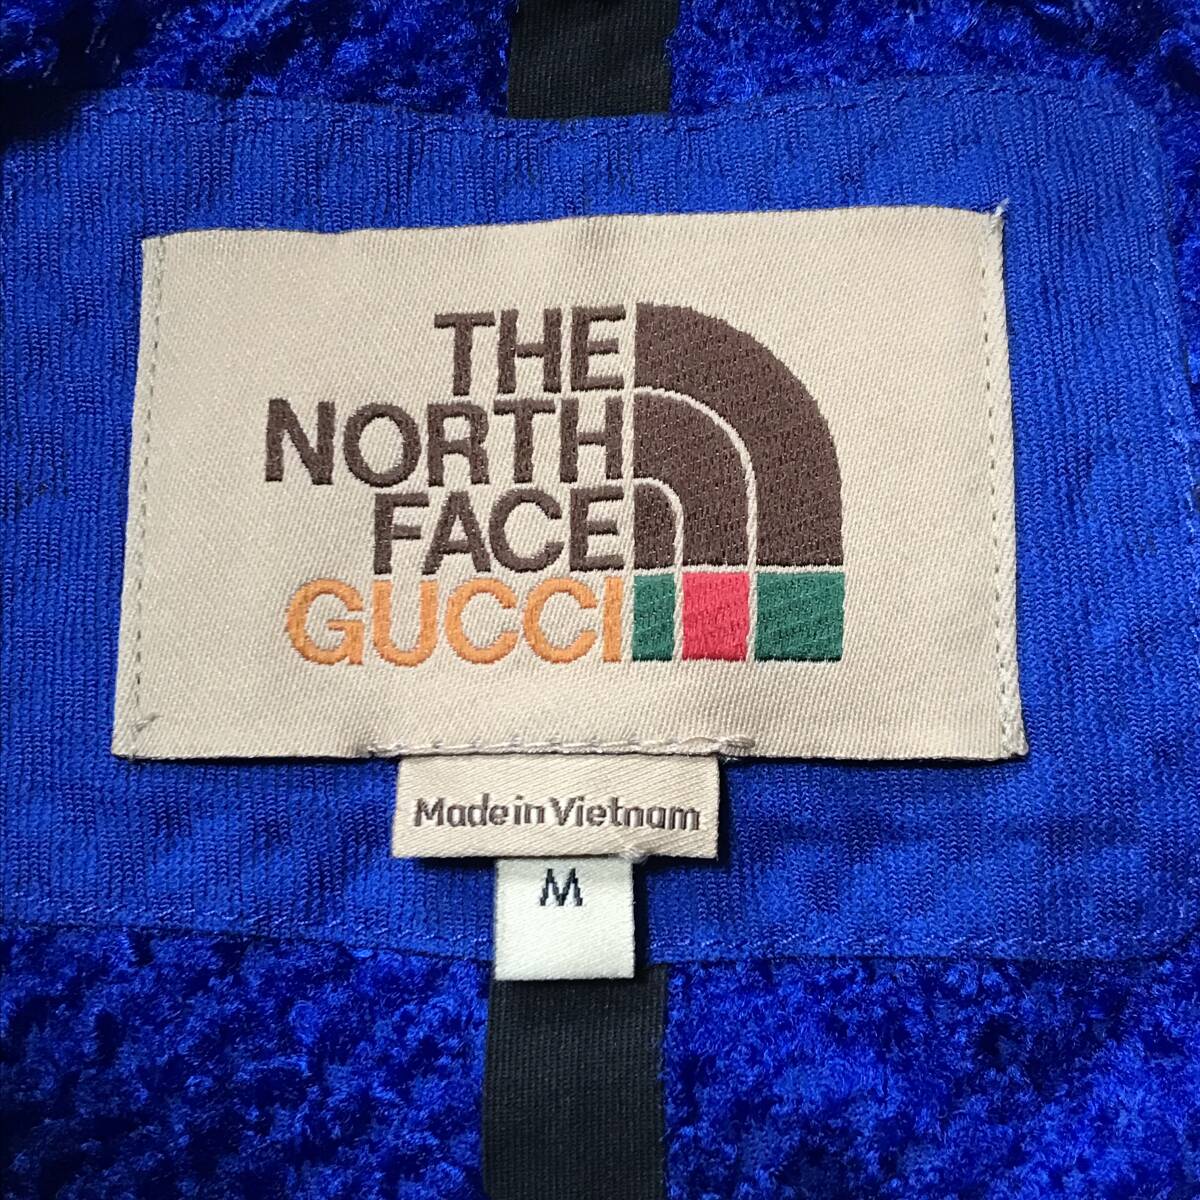 THE
NORTH
FACE
GUCCI
Made in Vietnam
M